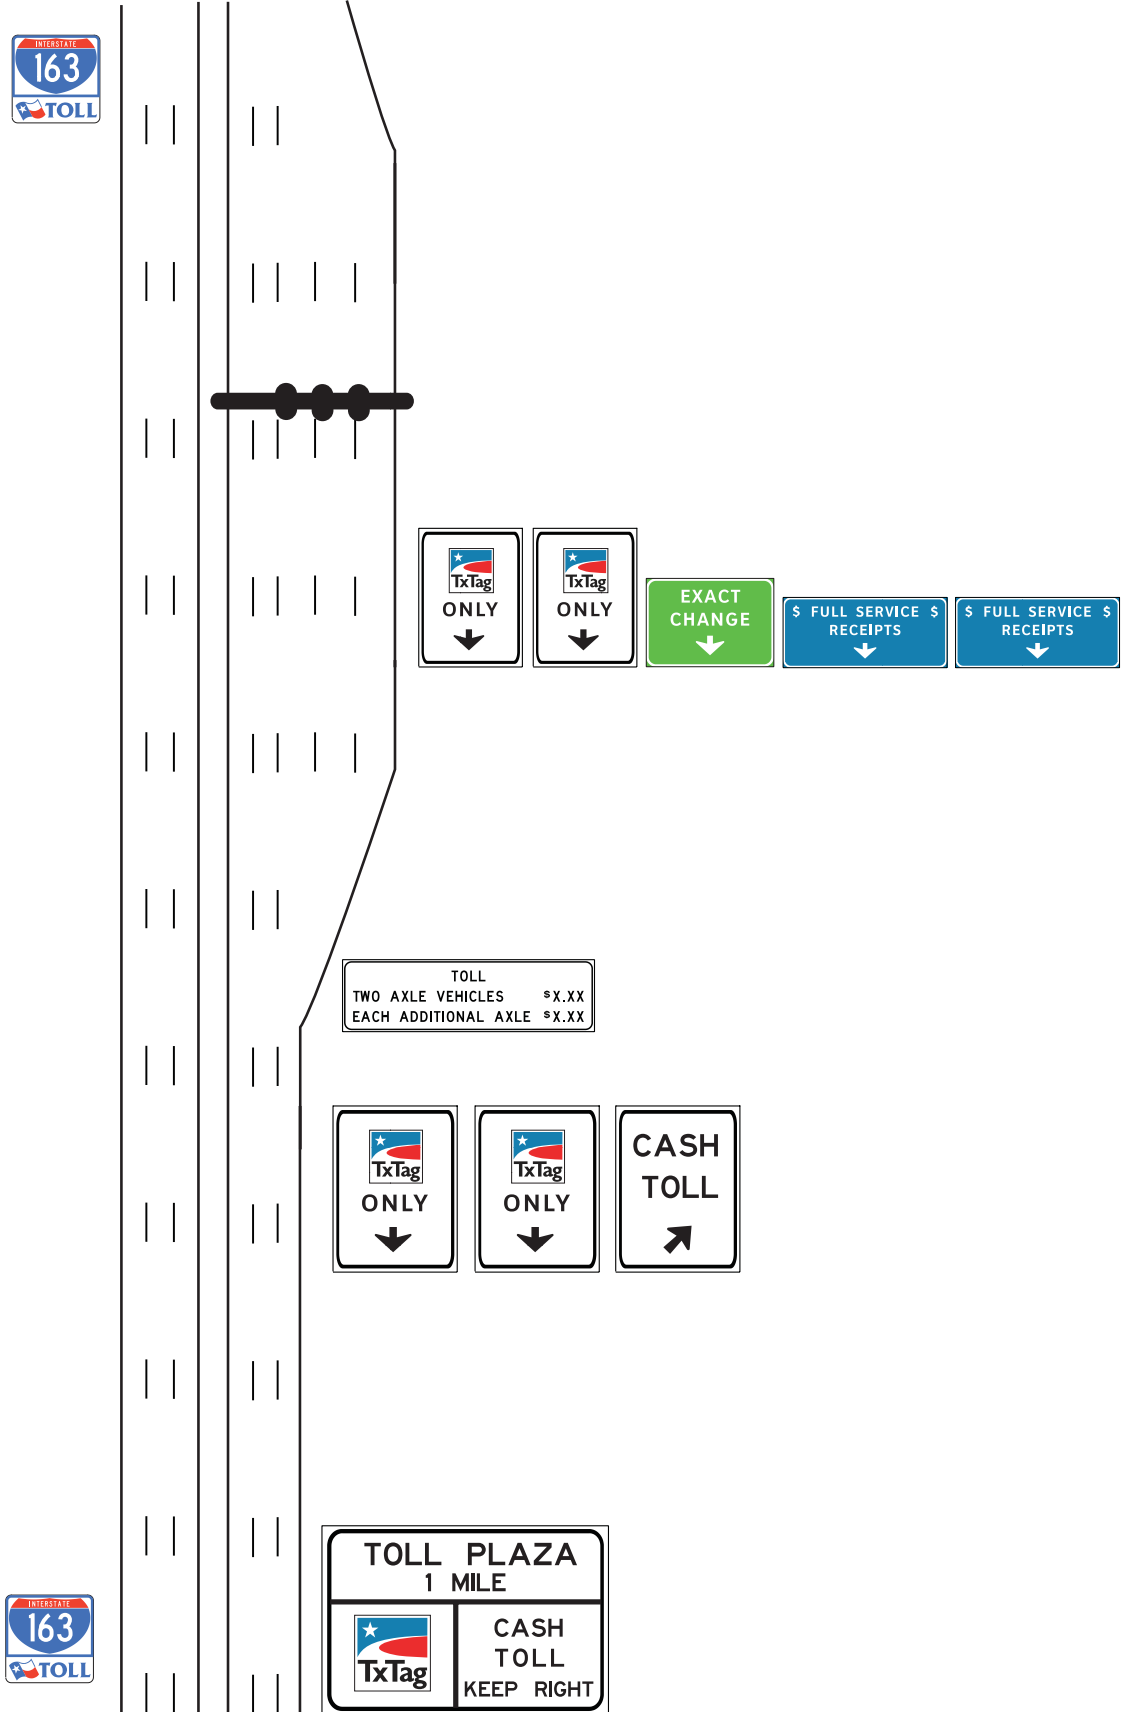 INTERSTATE
163
TOLL
TxTag
ONLY
TxTag
ONLY
EXACT
CHANGE
$ FULL SERVICE $
RECEIPTS
$ FULL SERVICE $
RECEIPTS
TOLL
TWO AXLE VEHICLES $X.XX
EACH ADDITIONAL AXLE $X.XX
TxTag
ONLY
TxTag
ONLY
CASH
TOLL
TOLL PLAZA
1 MILE
TxTag
CASH
TOLL
KEEP RIGHT
INTERSTATE
163
TOLL